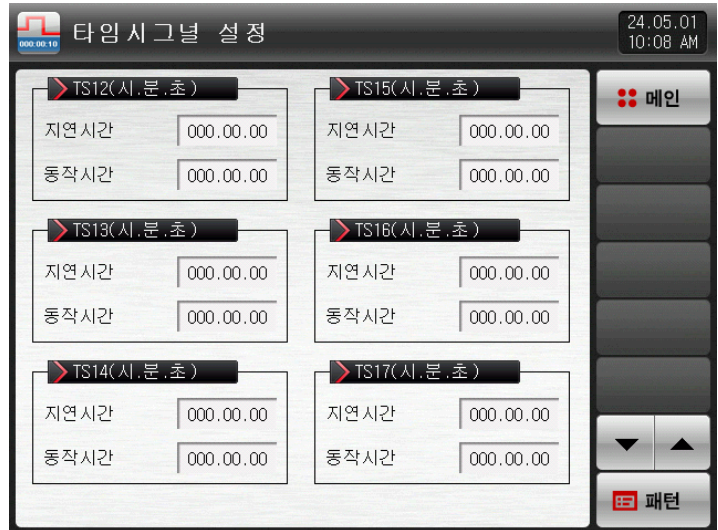 000:00:10
타임시그널 설정
24.05.01
10:08 AM
TS12(시.분.초)
지연시간 000.00.00
동작시간 000.00.00
TS15(시.분.초)
지연시간 000.00.00
동작시간 000.00.00
TS13(시.분.초)
지연시간 000.00.00
동작시간 000.00.00
TS16(시.분.초)
지연시간 000.00.00
동작시간 000.00.00
TS14(시.분.초)
지연시간 000.00.00
동작시간 000.00.00
TS17(시.분.초)
지연시간 000.00.00
동작시간 000.00.00
메인
패턴